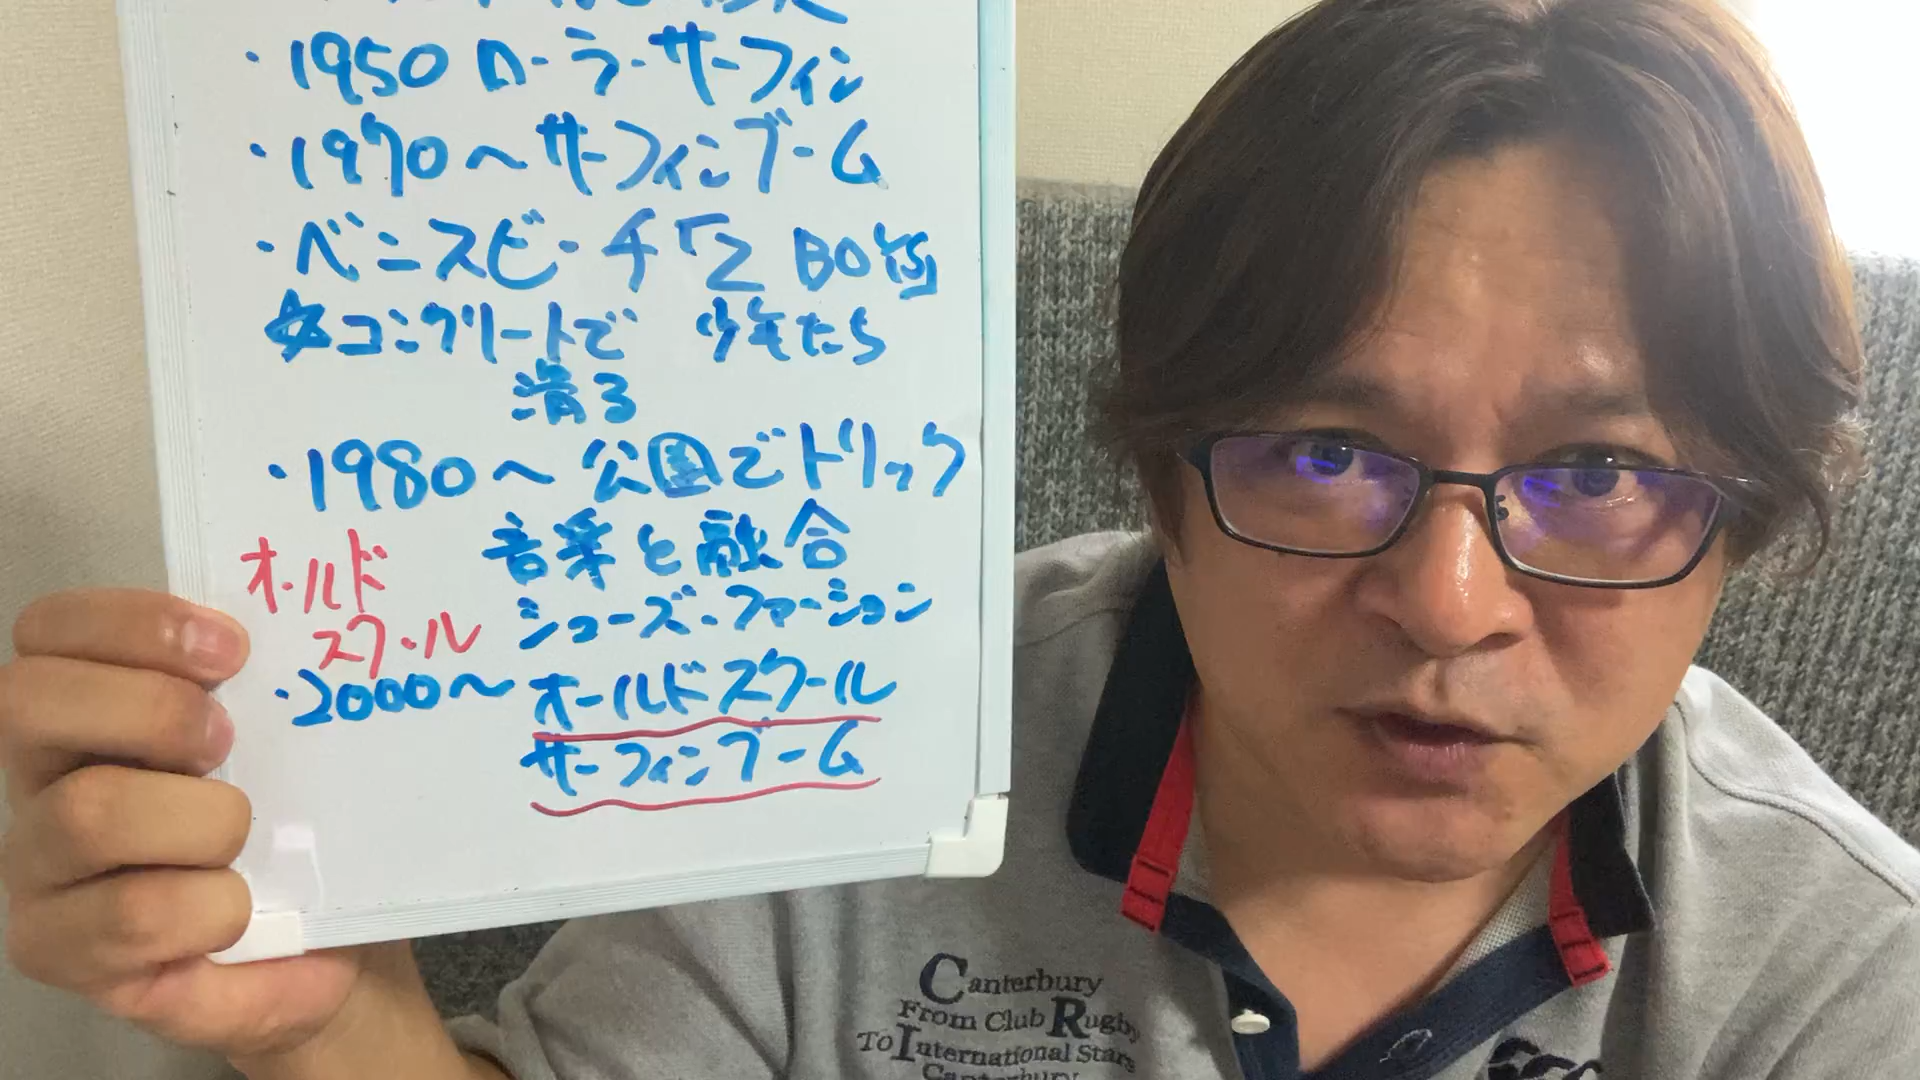 ・1950 ローラーサーフィン
・1970〜サーフィンブーム
・ベニスビーチ「Z BOYS」
☆コンクリートで 少年たち
滑る
・1980〜公園でトリック
音楽と融合
シューズ・ファッション
オールド
スクール
・2000〜オールドスクール
サーフィンブーム
Canterbury
From Club Rugby
To International Stars
Canterbury